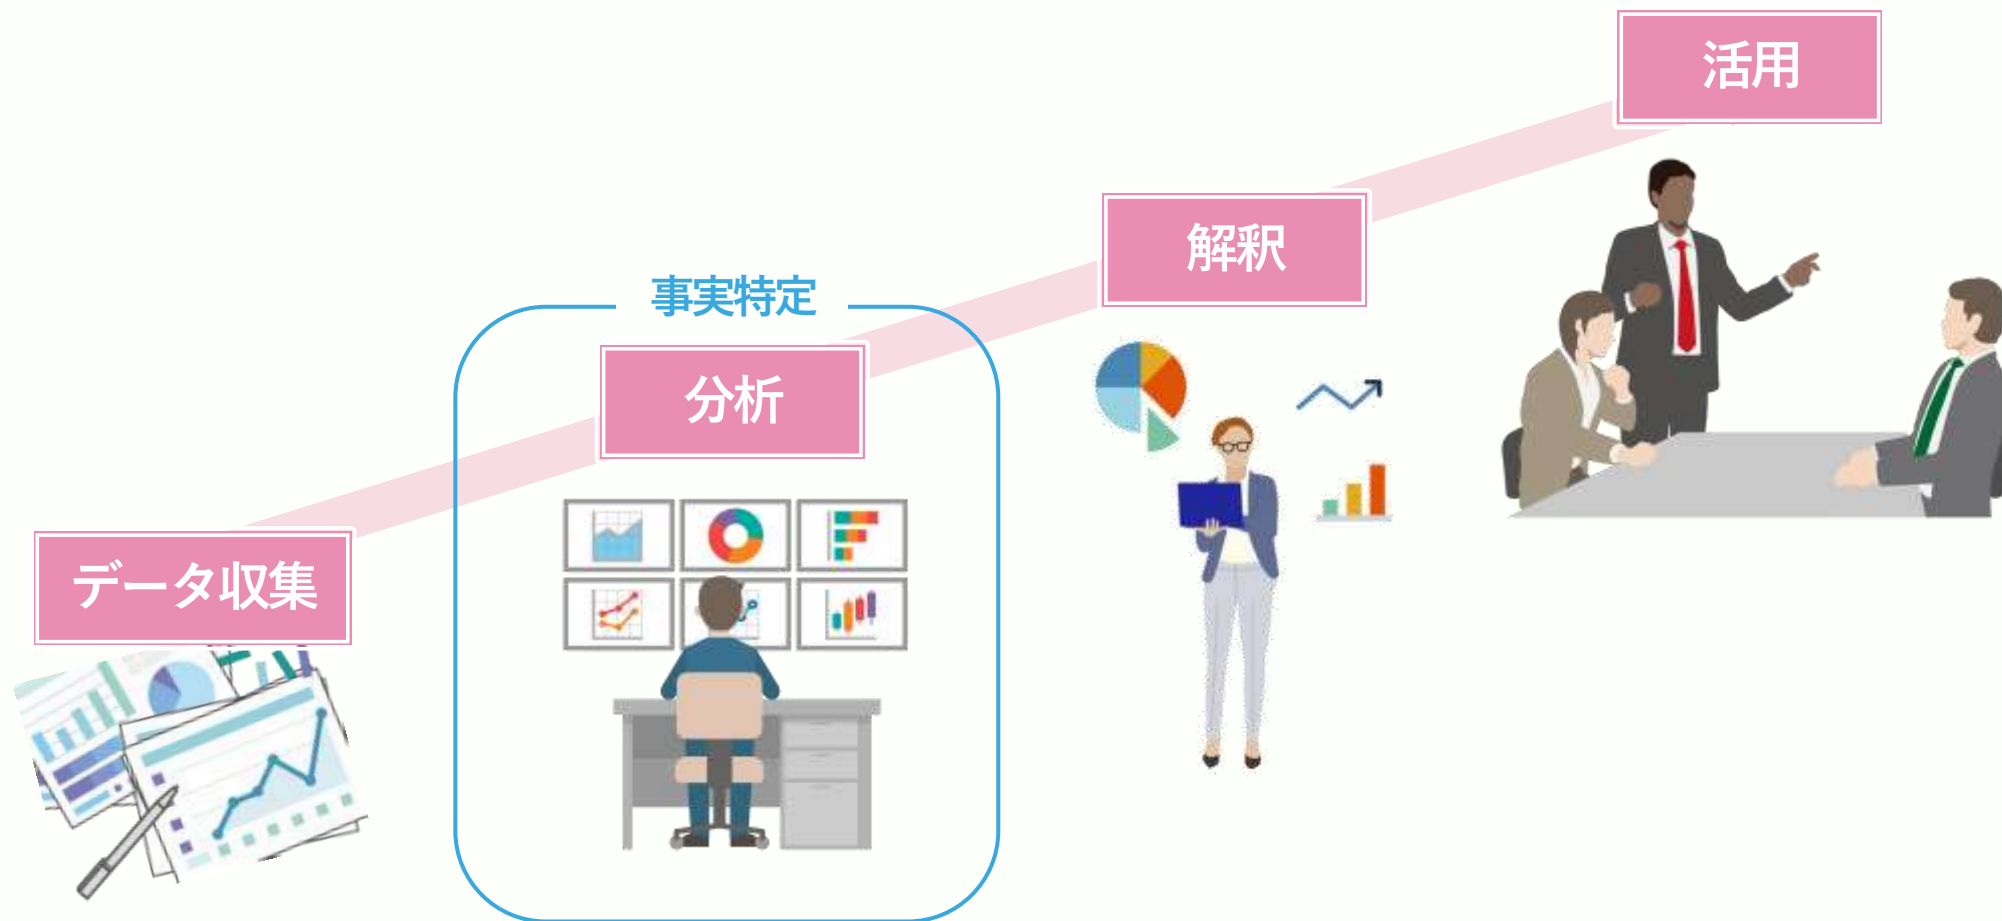 活用
解釈
事実特定
分析
データ収集